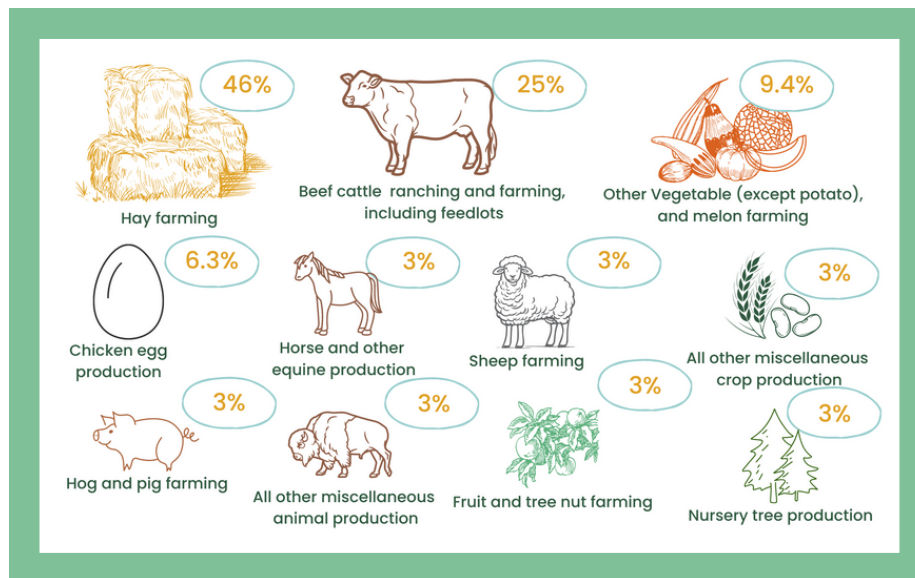 46%
Hay farming
25%
Beef cattle ranching and farming,
including feedlots
9.4%
Other Vegetable (except potato),
and melon farming
6.3%
Chicken egg
production
3%
Horse and other
equine production
3%
Sheep farming
3%
All other miscellaneous
crop production
3%
Hog and pig farming
3%
All other miscellaneous
animal production
3%
Fruit and tree nut farming
3%
Nursery tree production